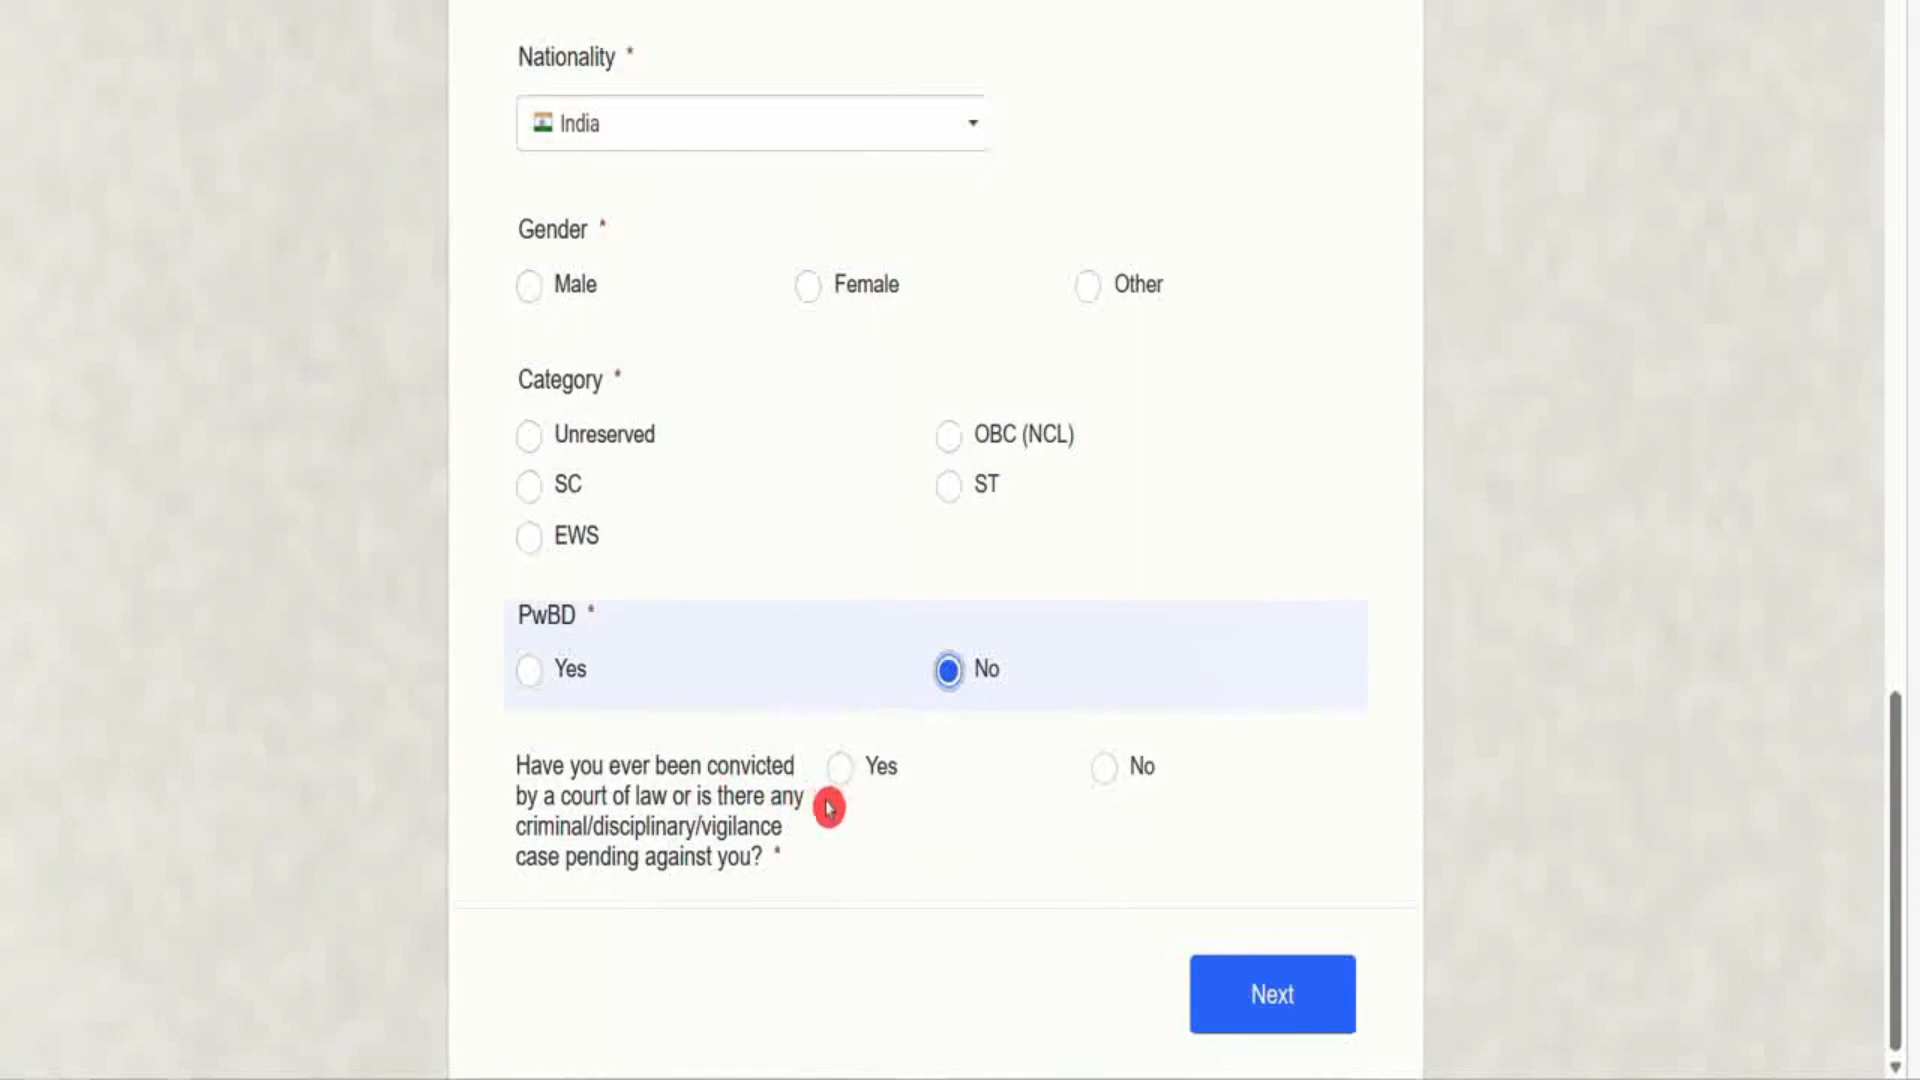 Nationality *
India
Gender *
Male Female Other
Category *
Unreserved OBC (NCL)
SC ST
EWS
PwBD *
Yes No
Have you ever been convicted Yes No
by a court of law or is there any
criminal/disciplinary/vigilance
case pending against you? *
Next